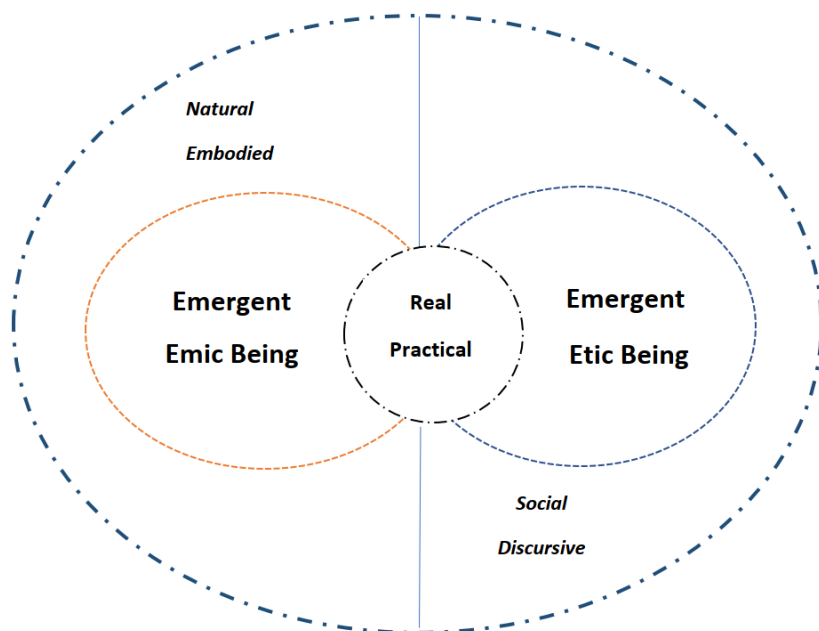 Natural
Embodied
Emergent
Emic Being
Real
Practical
Emergent
Etic Being
Social
Discursive